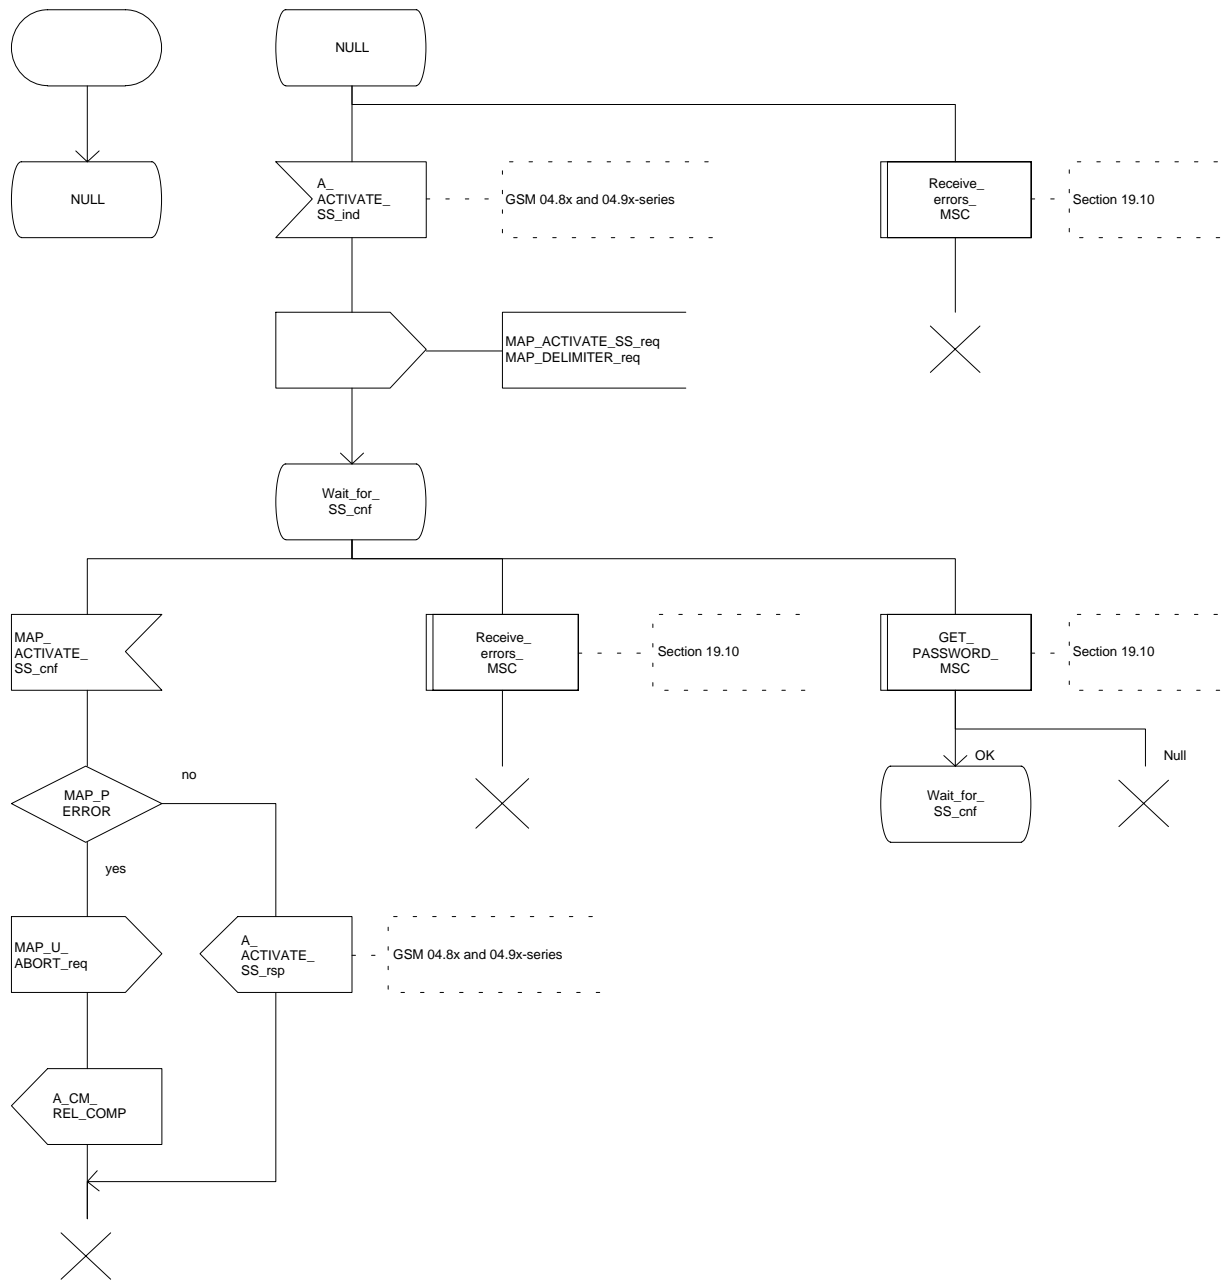 NULL
NULL
A_
ACTIVATE_
SS_ind
GSM 04.8x and 04.9x-series
Receive_
errors_
MSC
Section 19.10
MAP_ACTIVATE_SS_req
MAP_DELIMITER_req
Wait_for_
SS_cnf
MAP_
ACTIVATE_
SS_cnf
Receive_
errors_
MSC
Section 19.10
GET_
PASSWORD_
MSC
Section 19.10
OK
Null
no
MAP_P
ERROR
Wait_for_
SS_cnf
yes
MAP_U_
ABORT_req
A_
ACTIVATE_
SS_rsp
GSM 04.8x and 04.9x-series
A_CM_
REL_COMP